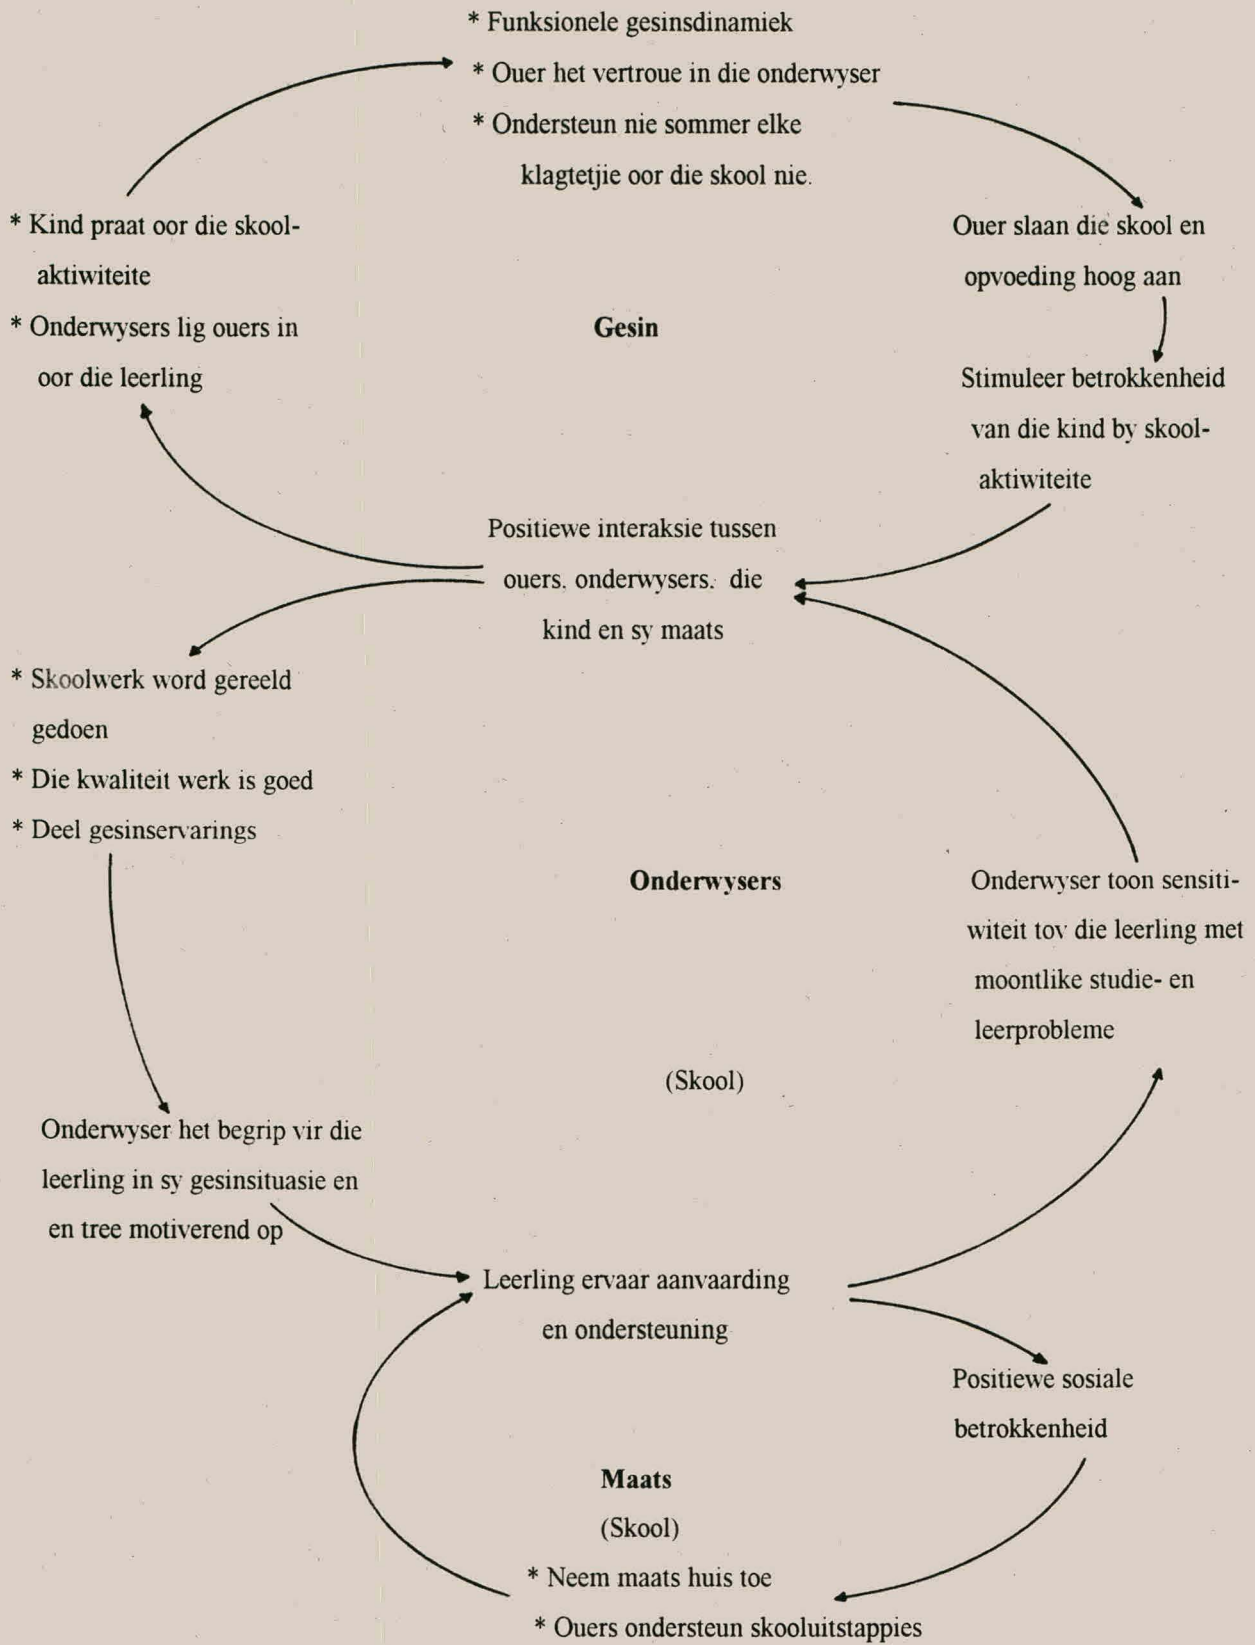 * Funksionele gesinsdinamiek
* Ouer het vertroue in die onderwyser
* Ondersteun nie sommer elke
klagtetjie oor die skool nie.
* Kind praat oor die skool-
aktiwiteite
* Onderwysers lig ouers in
oor die leerling
Ouer slaan die skool en
opvoeding hoog aan
Gesin
Stimuleer betrokkenheid
van die kind by skool-
aktiwiteite
Positiewe interaksie tussen
ouers. onderwysers. die
kind en sy maats
* Skoolwerk word gereeld
gedoen
* Die kwaliteit werk is goed
* Deel gesinservarings
Onderwysers
(Skool)
Onderwyser toon sensiti-
witeit tov die leerling met
moontlike studie- en
leerprobleme
Onderwyser het begrip vir die
leerling in sy gesinsituasie en
en tree motiverend op
Leerling ervaar aanvaarding
en ondersteuning
Positiewe sosiale
betrokkenheid
Maats
(Skool)
* Neem maats huis toe
* Ouers ondersteun skooluitstappies